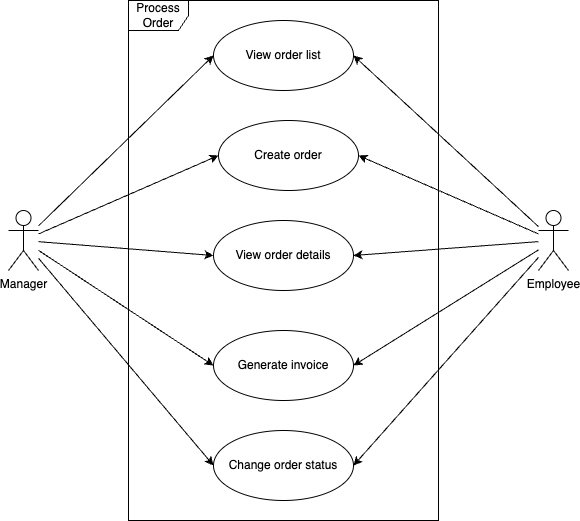 Process
Order
View order list
Create order
View order details
Manager
Employee
Generate invoice
Change order status